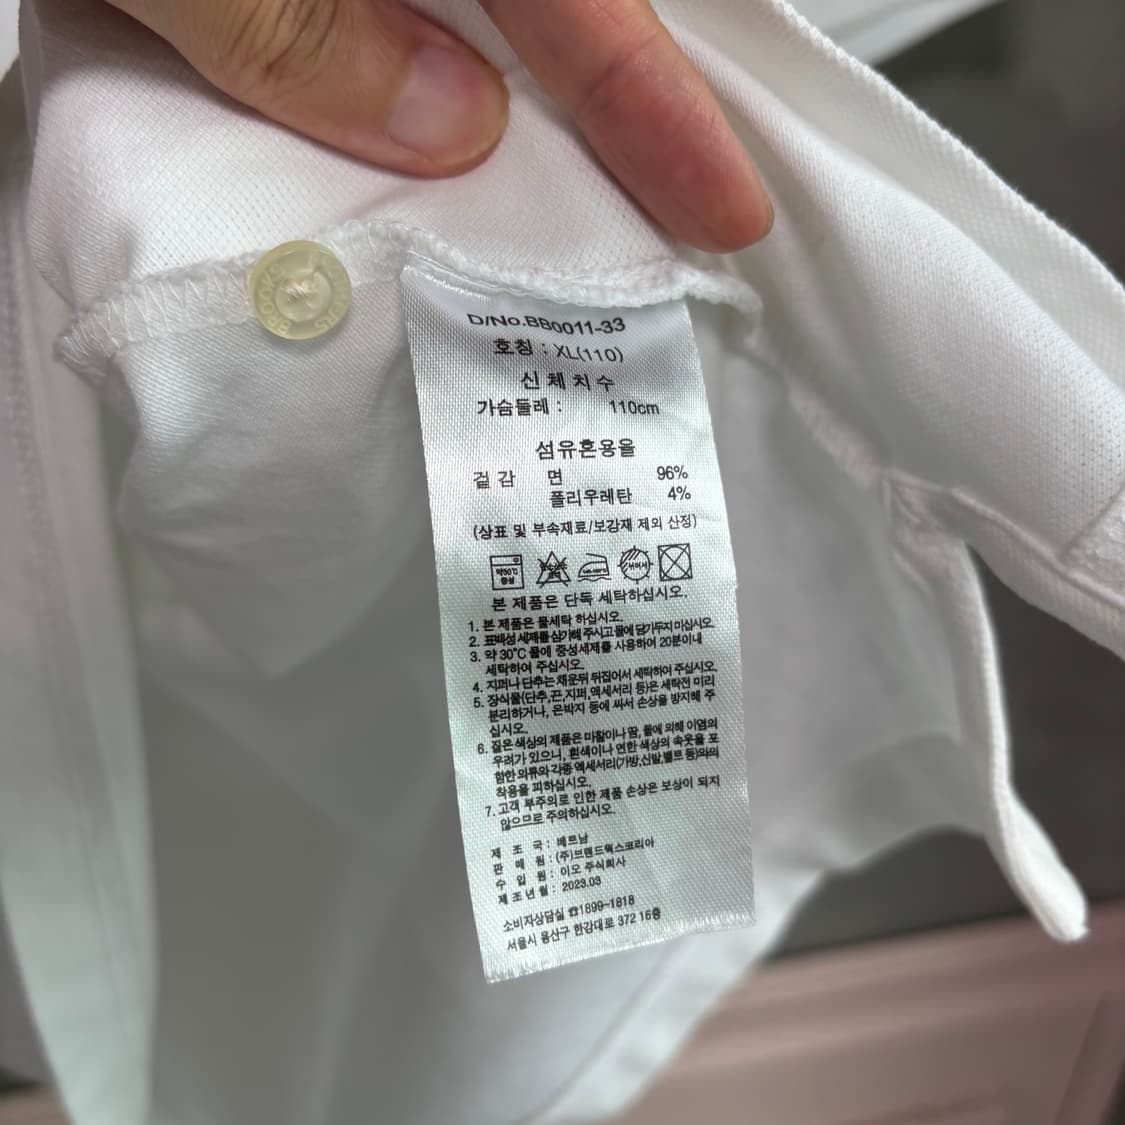 BROOKS
D/No.BB0011-33
호칭 : XL(110)
신체치수
가슴둘레 : 110cm
섬유혼용율
겉감 면 96%
폴리우레탄 4%
(상표 및 부속재료/보강재 제외 산정)
약30℃
중성
본 제품은 단독 세탁하십시오.
1. 본 제품은 물세탁 하십시오.
2. 표백성 세제를 삼가해 주시고 물에 담가두지 마십시오.
3. 약 30℃ 물에 중성세제를 사용하여 20분이내
세탁하여 주십시오.
4. 지퍼나 단추는 채운뒤 뒤집어서 세탁하여 주십시오.
5. 장식물(단추,끈,지퍼,엑세서리 등)은 세탁전 미리
분리하거나, 은박지 등에 싸서 손상을 방지해 주
십시오.
6. 짙은 색상의 제품은 마찰이나 땀, 물에 의해 이염의
우려가 있으니, 흰색이나 연한 색상의 속옷을 포
함한 의류와 각종 엑세서리(가방,신발,벨트 등)와의
착용을 피하십시오.
7. 고객 부주의로 인한 제품 손상은 보상이 되지
않으므로 주의하십시오.
제 조 국 : 베트남
판 매 원 : (주)브랜드웍스코리아
수 입 원 : 이오 주식회사
제조년월 : 2023.03
소비자상담실 ☎1899-1818
서울시 용산구 한강대로 372 16층